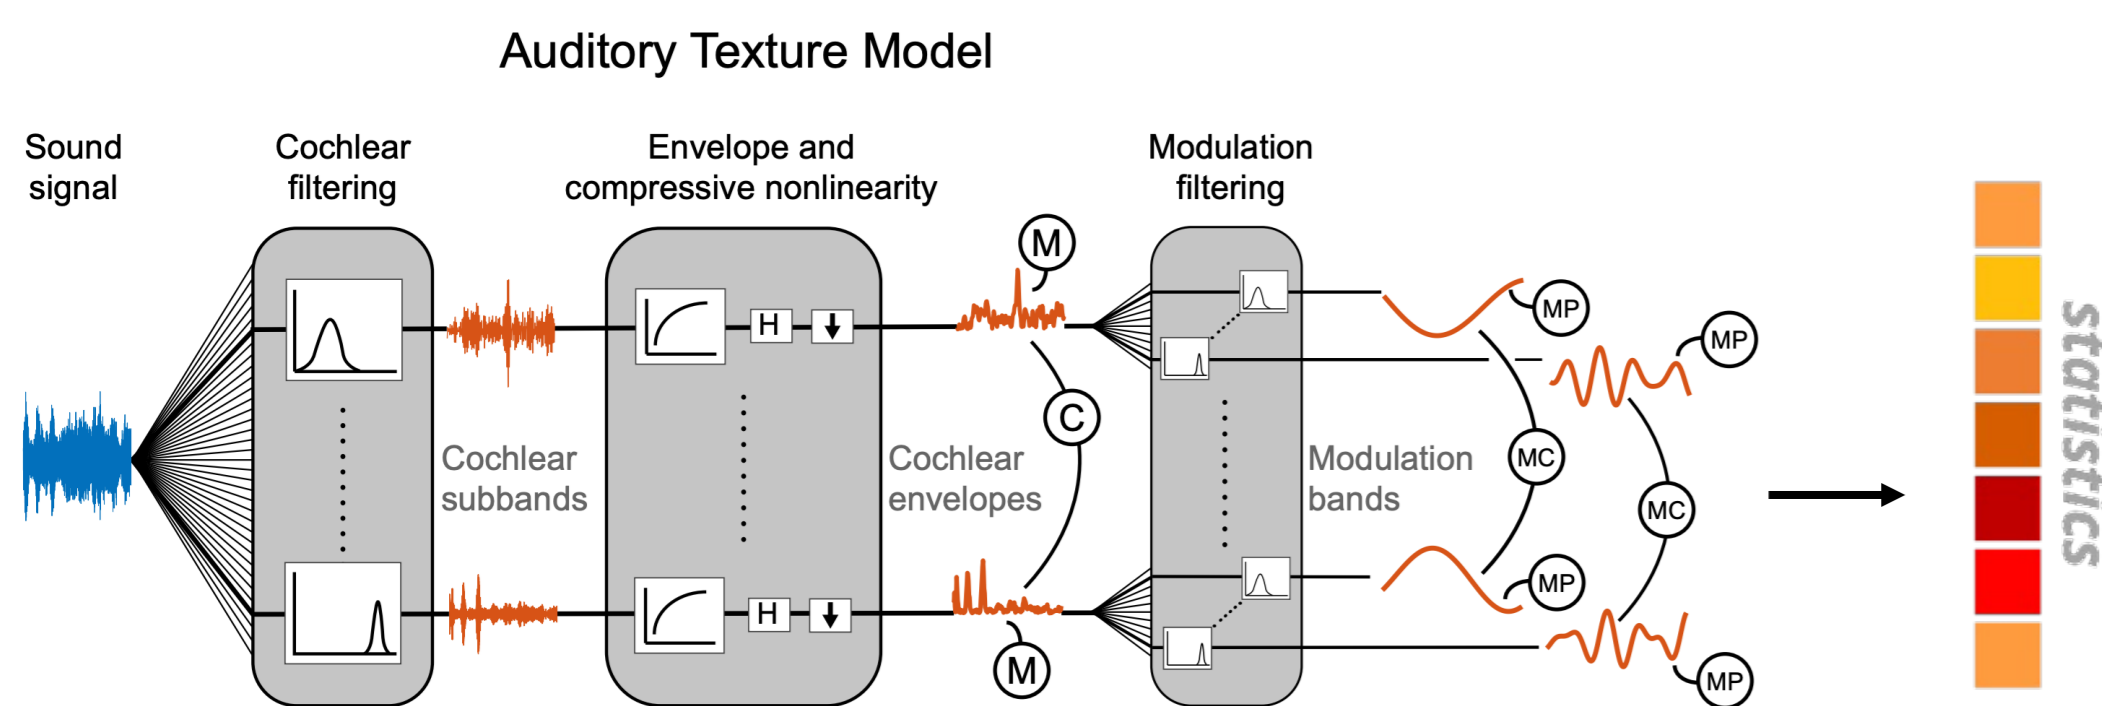 Auditory Texture Model
Sound
signal
Cochlear
filtering
Envelope and
compressive nonlinearity
Modulation
filtering
M
MP
MP
H
C
Cochlear
subbands
Cochlear
envelopes
Modulation
bands
MC
MC
statistics
H
MP
M
MP